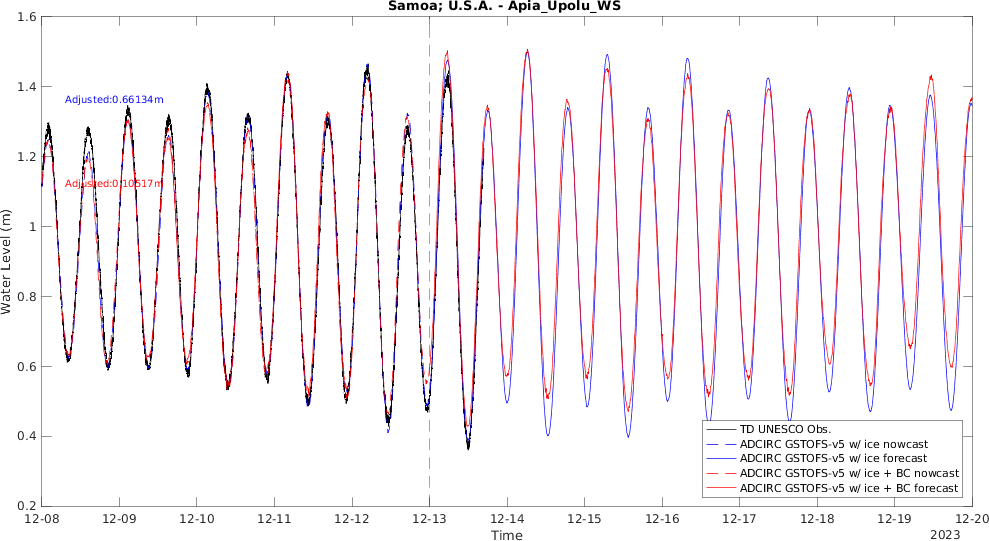 Samoa; U.S.A. - Apia_Upolu_WS
1.6
1.4
1.2
1
0.8
0.6
0.4
0.2
Water Level (m)
Adjusted:0.66134m
Adjusted:0.10517m
TD UNESCO Obs.
ADCIRC GSTOFS-v5 w/ ice nowcast
ADCIRC GSTOFS-v5 w/ ice forecast
ADCIRC GSTOFS-v5 w/ ice + BC nowcast
ADCIRC GSTOFS-v5 w/ ice + BC forecast
12-08 12-09 12-10 12-11 12-12 12-13 12-14 12-15 12-16 12-17 12-18 12-19 12-20
Time
2023